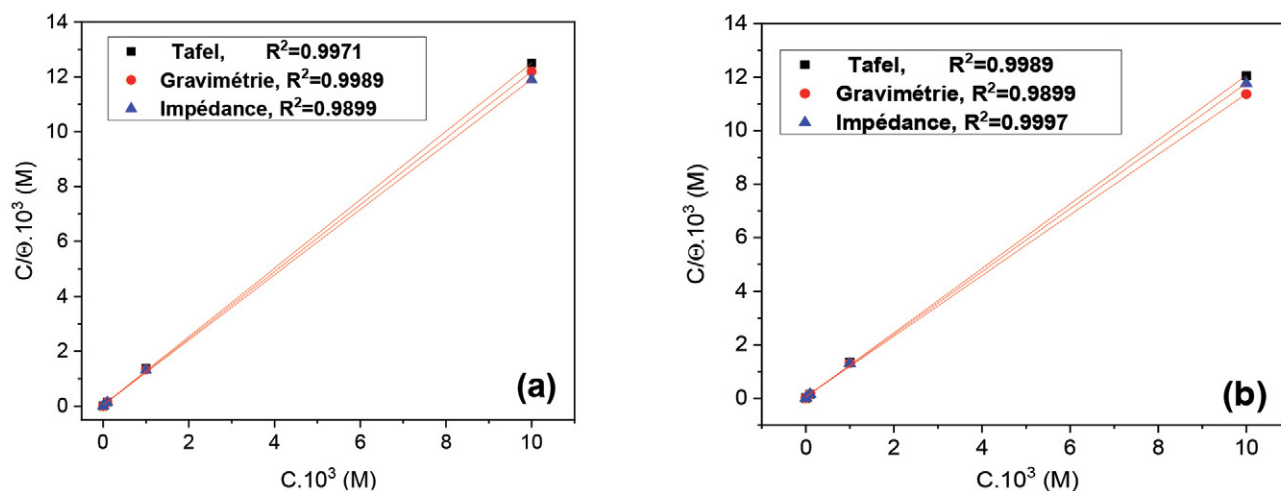 14
12
10
8
6
4
2
0
C/Θ.10³ (M)
Tafel, R²=0.9971
Gravimétrie, R²=0.9989
Impédance, R²=0.9899
(a)
0 2 4 6 8 10
C.10³ (M)
14
12
10
8
6
4
2
0
C/Θ.10³ (M)
Tafel, R²=0.9989
Gravimétrie, R²=0.9899
Impédance, R²=0.9997
(b)
0 2 4 6 8 10
C.10³ (M)